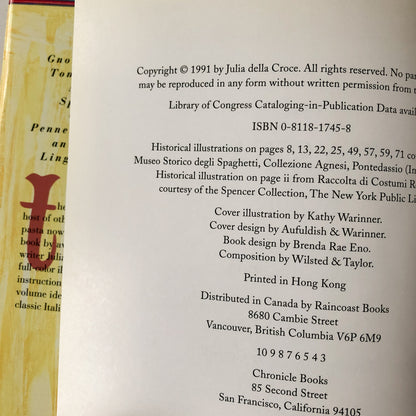 Gno
Ton
Sp
Penne
an
Ling
the
host of oth
pasta now
book by av
writer Julia
full-color il
instruction
volume ide
classic Itali
Copyright © 1991 by Julia della Croce. All rights reserved. No pa
may be reproduced in any form without written permission from t
Library of Congress Cataloging-in-Publication Data avail
ISBN 0-8118-1745-8
Historical illustrations on pages 8, 13, 22, 25, 49, 57, 59, 71 co
Museo Storico degli Spaghetti, Collezione Agnesi, Pontedassio (In
Historical illustration on page ii from Raccolta di Costumi R
courtesy of the Spencer Collection, The New York Public Li
Cover illustration by Kathy Warinner.
Cover design by Aufuldish & Warinner.
Book design by Brenda Rae Eno.
Composition by Wilsted & Taylor.
Printed in Hong Kong
Distributed in Canada by Raincoast Books
8680 Cambie Street
Vancouver, British Columbia V6P 6M9
10 9 8 7 6 5 4 3
Chronicle Books
85 Second Street
San Francisco, California 94105